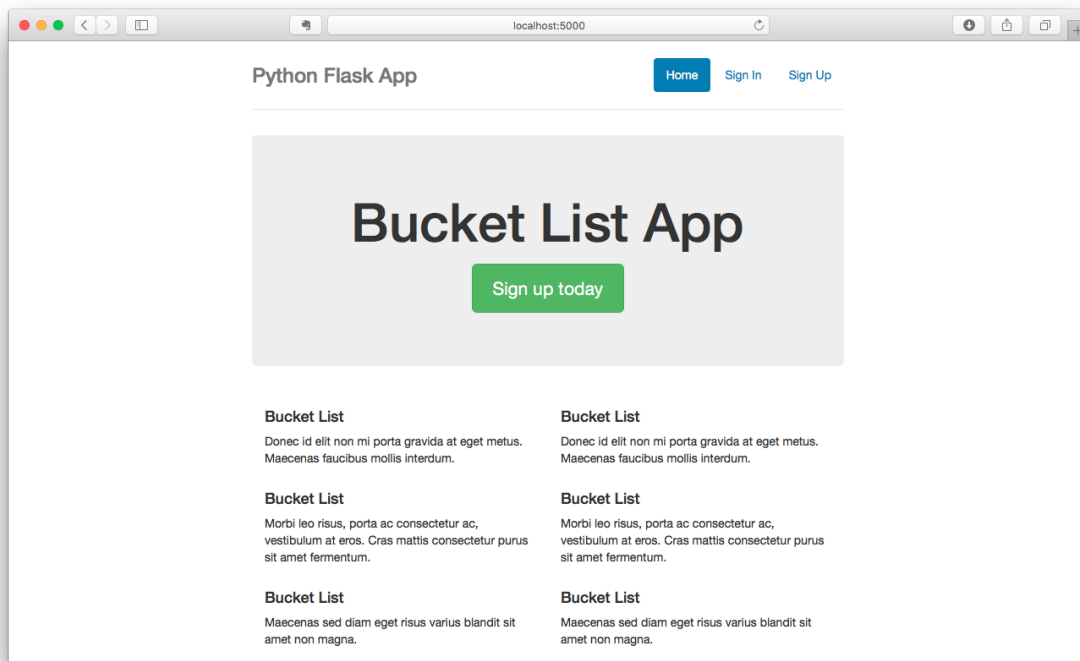 localhost:5000
Python Flask App
Home
Sign In
Sign Up
Bucket List App
Sign up today
Bucket List
Donec id elit non mi porta gravida at eget metus.
Maecenas faucibus mollis interdum.
Bucket List
Morbi leo risus, porta ac consectetur ac,
vestibulum at eros. Cras mattis consectetur purus
sit amet fermentum.
Bucket List
Maecenas sed diam eget risus varius blandit sit
amet non magna.
Bucket List
Donec id elit non mi porta gravida at eget metus.
Maecenas faucibus mollis interdum.
Bucket List
Morbi leo risus, porta ac consectetur ac,
vestibulum at eros. Cras mattis consectetur purus
sit amet fermentum.
Bucket List
Maecenas sed diam eget risus varius blandit sit
amet non magna.